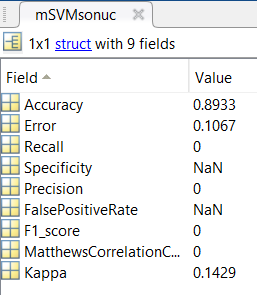 mSVMsonuc
1x1 struct with 9 fields
Field Value
Accuracy 0.8933
Error 0.1067
Recall 0
Specificity NaN
Precision 0
FalsePositiveRate NaN
F1_score 0
MatthewsCorrelationC... 0
Kappa 0.1429